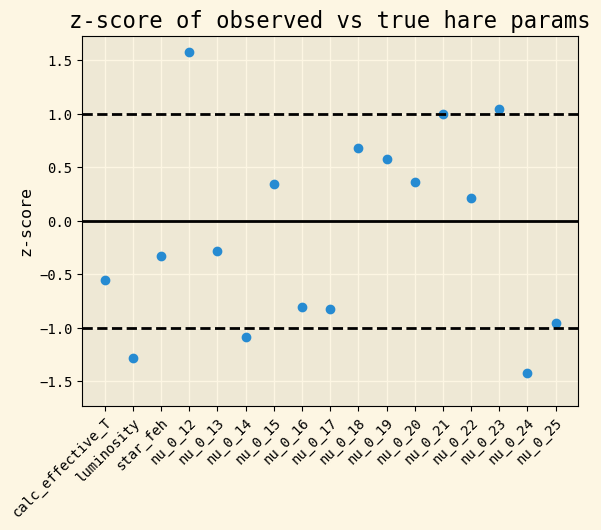 z-score of observed vs true hare params
z-score
1.5
1.0
0.5
0.0
−0.5
−1.0
−1.5
calc_effective_T
luminosity
star_feh
nu_0_12
nu_0_13
nu_0_14
nu_0_15
nu_0_16
nu_0_17
nu_0_18
nu_0_19
nu_0_20
nu_0_21
nu_0_22
nu_0_23
nu_0_24
nu_0_25